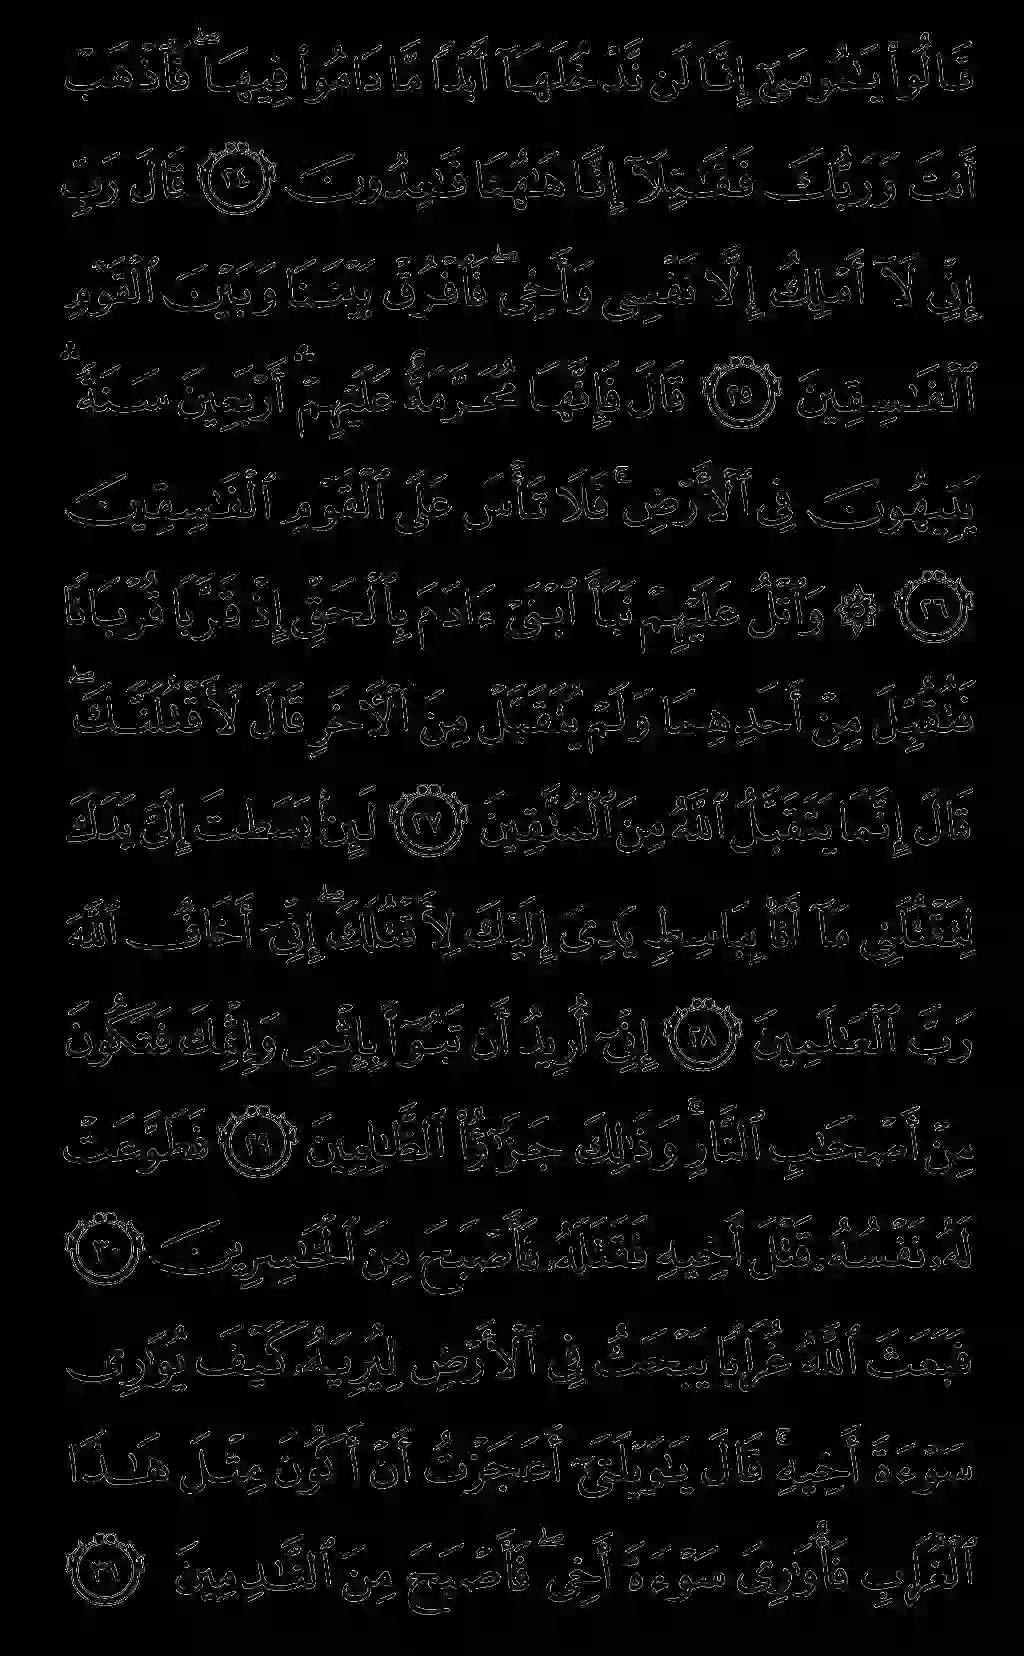 قَالُوا۟ يَـٰمُوسَىٰٓ إِنَّا لَن نَّدْخُلَهَآ أَبَدًا مَّا دَامُوا۟ فِيهَا ۖ فَٱذْهَبْ
أَنتَ وَرَبُّكَ فَقَـٰتِلَآ إِنَّا هَـٰهُنَا قَـٰعِدُونَ ٢٤ قَالَ رَبِّ
إِنِّى لَآ أَمْلِكُ إِلَّا نَفْسِى وَأَخِى ۖ فَٱفْرُقْ بَيْنَنَا وَبَيْنَ ٱلْقَوْمِ
ٱلْفَـٰسِقِينَ ٢٥ قَالَ فَإِنَّهَا مُحَرَّمَةٌ عَلَيْهِمْ ۛ أَرْبَعِينَ سَنَةً ۛ
يَتِيهُونَ فِى ٱلْأَرْضِ ۚ فَلَا تَأْسَ عَلَى ٱلْقَوْمِ ٱلْفَـٰسِقِينَ
٢٦ ۞ وَٱتْلُ عَلَيْهِمْ نَبَأَ ٱبْنَىْ ءَادَمَ بِٱلْحَقِّ إِذْ قَرَّبَا قُرْبَانًا
فَتُقُبِّلَ مِنْ أَحَدِهِمَا وَلَمْ يُتَقَبَّلْ مِنَ ٱلْـَٔاخَرِ قَالَ لَأَقْتُلَنَّكَ ۖ
قَالَ إِنَّمَا يَتَقَبَّلُ ٱللَّهُ مِنَ ٱلْمُتَّقِينَ ٢٧ لَئِنۢ بَسَطتَ إِلَىَّ يَدَكَ
لِتَقْتُلَنِى مَآ أَنَا۠ بِبَاسِطٍ يَدِىَ إِلَيْكَ لِأَقْتُلَكَ ۖ إِنِّىٓ أَخَافُ ٱللَّهَ
رَبَّ ٱلْعَـٰلَمِينَ ٢٨ إِنِّىٓ أُرِيدُ أَن تَبُوٓأَ بِإِثْمِى وَإِثْمِكَ فَتَكُونَ
مِنْ أَصْحَـٰبِ ٱلنَّارِ ۚ وَذَٰلِكَ جَزَٰٓؤُا۟ ٱلظَّـٰلِمِينَ ٢٩ فَطَوَّعَتْ
لَهُۥ نَفْسُهُۥ قَتْلَ أَخِيهِ فَقَتَلَهُۥ فَأَصْبَحَ مِنَ ٱلْخَـٰسِرِينَ ٣٠
فَبَعَثَ ٱللَّهُ غُرَابًا يَبْحَثُ فِى ٱلْأَرْضِ لِيُرِيَهُۥ كَيْفَ يُوَٰرِى
سَوْءَةَ أَخِيهِ ۚ قَالَ يَـٰوَيْلَتَىٰٓ أَعَجَزْتُ أَنْ أَكُونَ مِثْلَ هَـٰذَا
ٱلْغُرَابِ فَأُوَٰرِىَ سَوْءَةَ أَخِى ۖ فَأَصْبَحَ مِنَ ٱلنَّـٰدِمِينَ ٣١